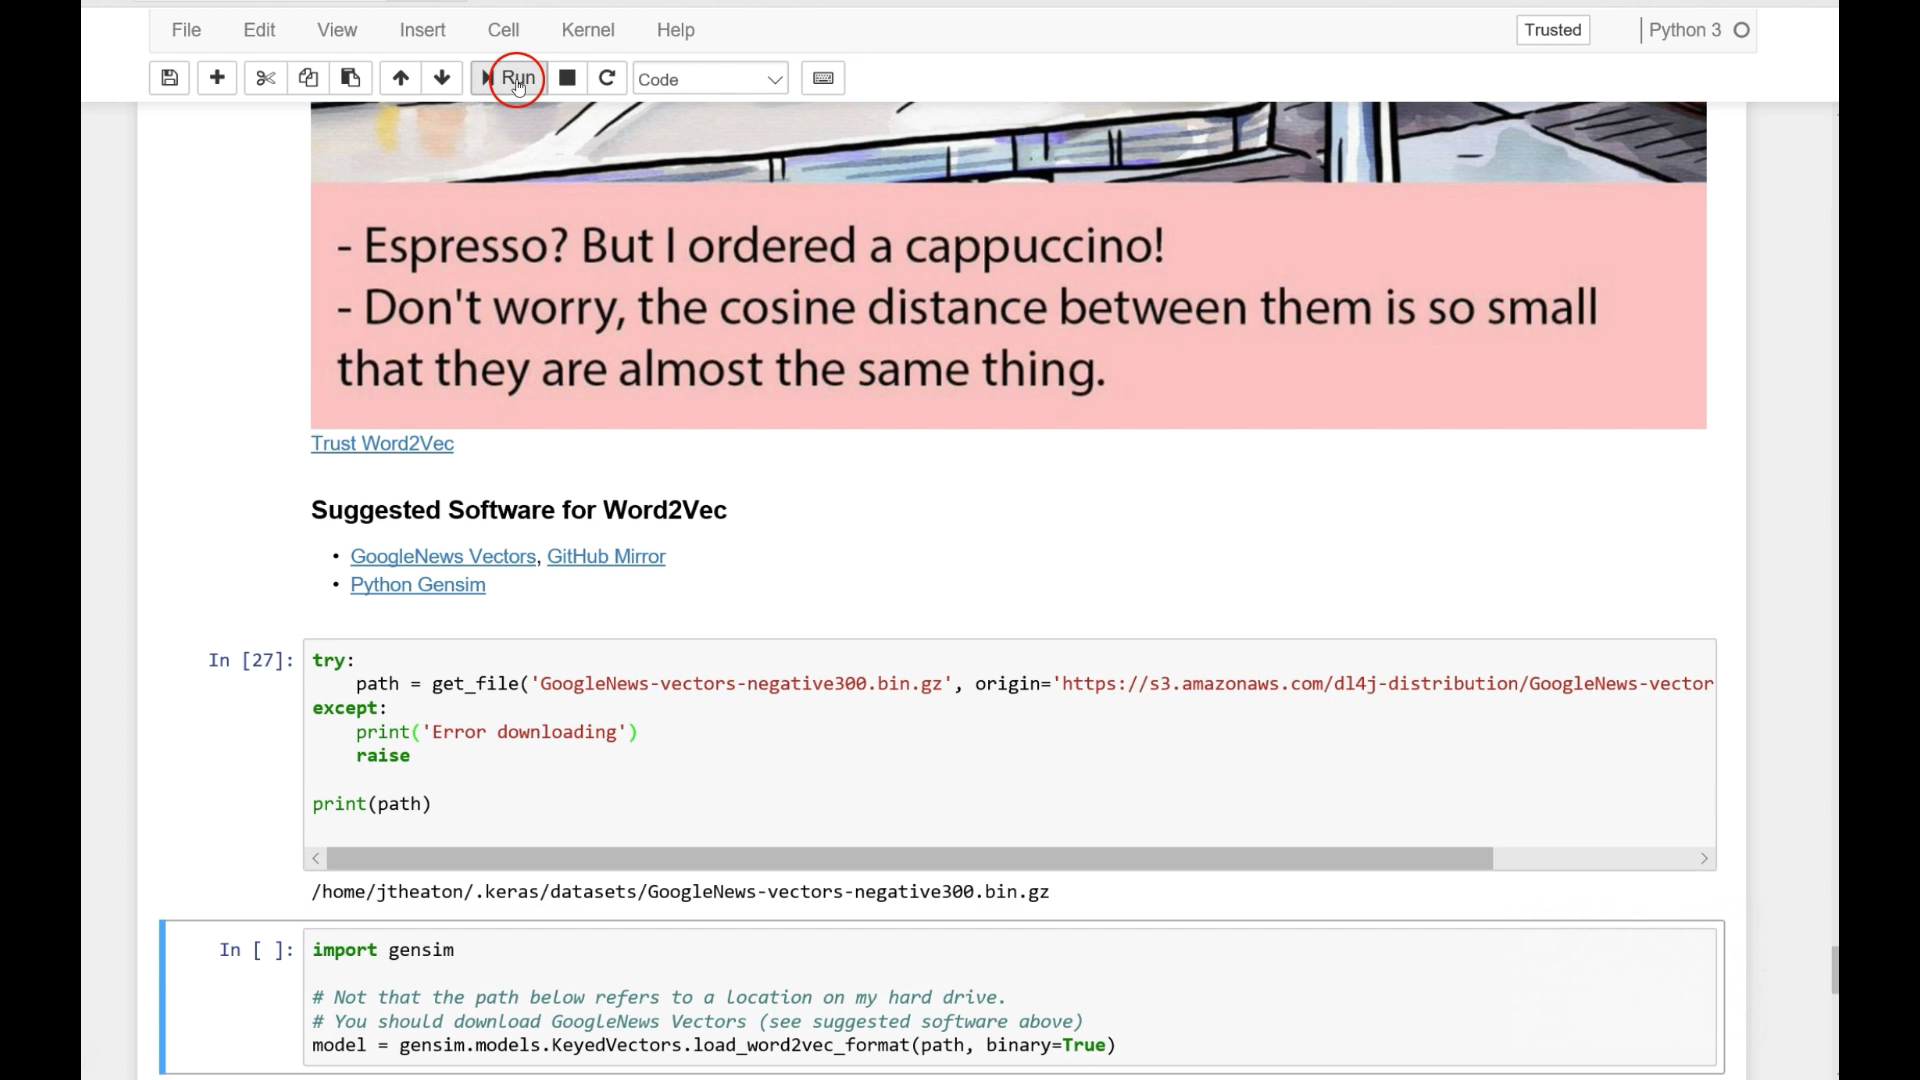 File Edit View Insert Cell Kernel Help Trusted Python 3
Run Code
- Espresso? But I ordered a cappuccino!
- Don't worry, the cosine distance between them is so small
that they are almost the same thing.
Trust Word2Vec
Suggested Software for Word2Vec
• GoogleNews Vectors, GitHub Mirror
• Python Gensim
In [27]: try:
path = get_file('GoogleNews-vectors-negative300.bin.gz', origin='https://s3.amazonaws.com/dl4j-distribution/GoogleNews-vector
except:
print('Error downloading')
raise
print(path)
/home/jtheaton/.keras/datasets/GoogleNews-vectors-negative300.bin.gz
In [ ]: import gensim
# Not that the path below refers to a location on my hard drive.
# You should download GoogleNews Vectors (see suggested software above)
model = gensim.models.KeyedVectors.load_word2vec_format(path, binary=True)